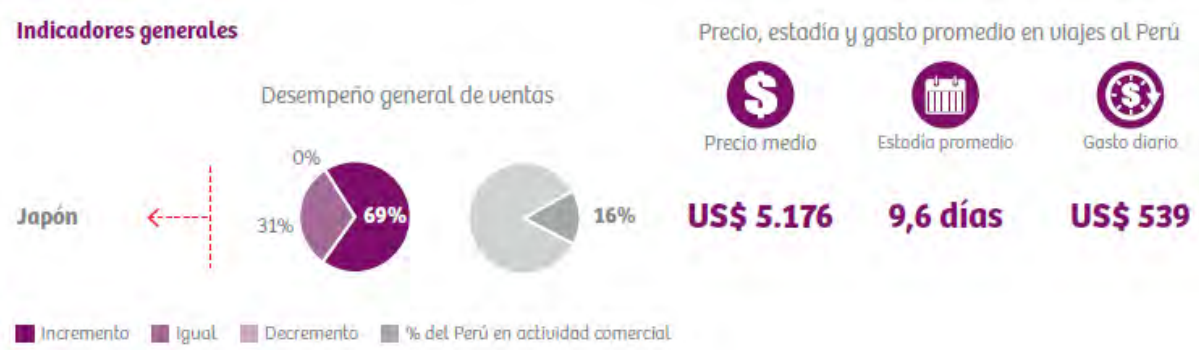 Indicadores generales
Precio, estadía y gasto promedio en viajes al Perú
Desempeño general de ventas
Precio medio
Estadía promedio
Gasto diario
0%
Japón
31%
69%
16%
US$ 5.176
9,6 días
US$ 539
Incremento
Igual
Decremento
% del Perú en actividad comercial